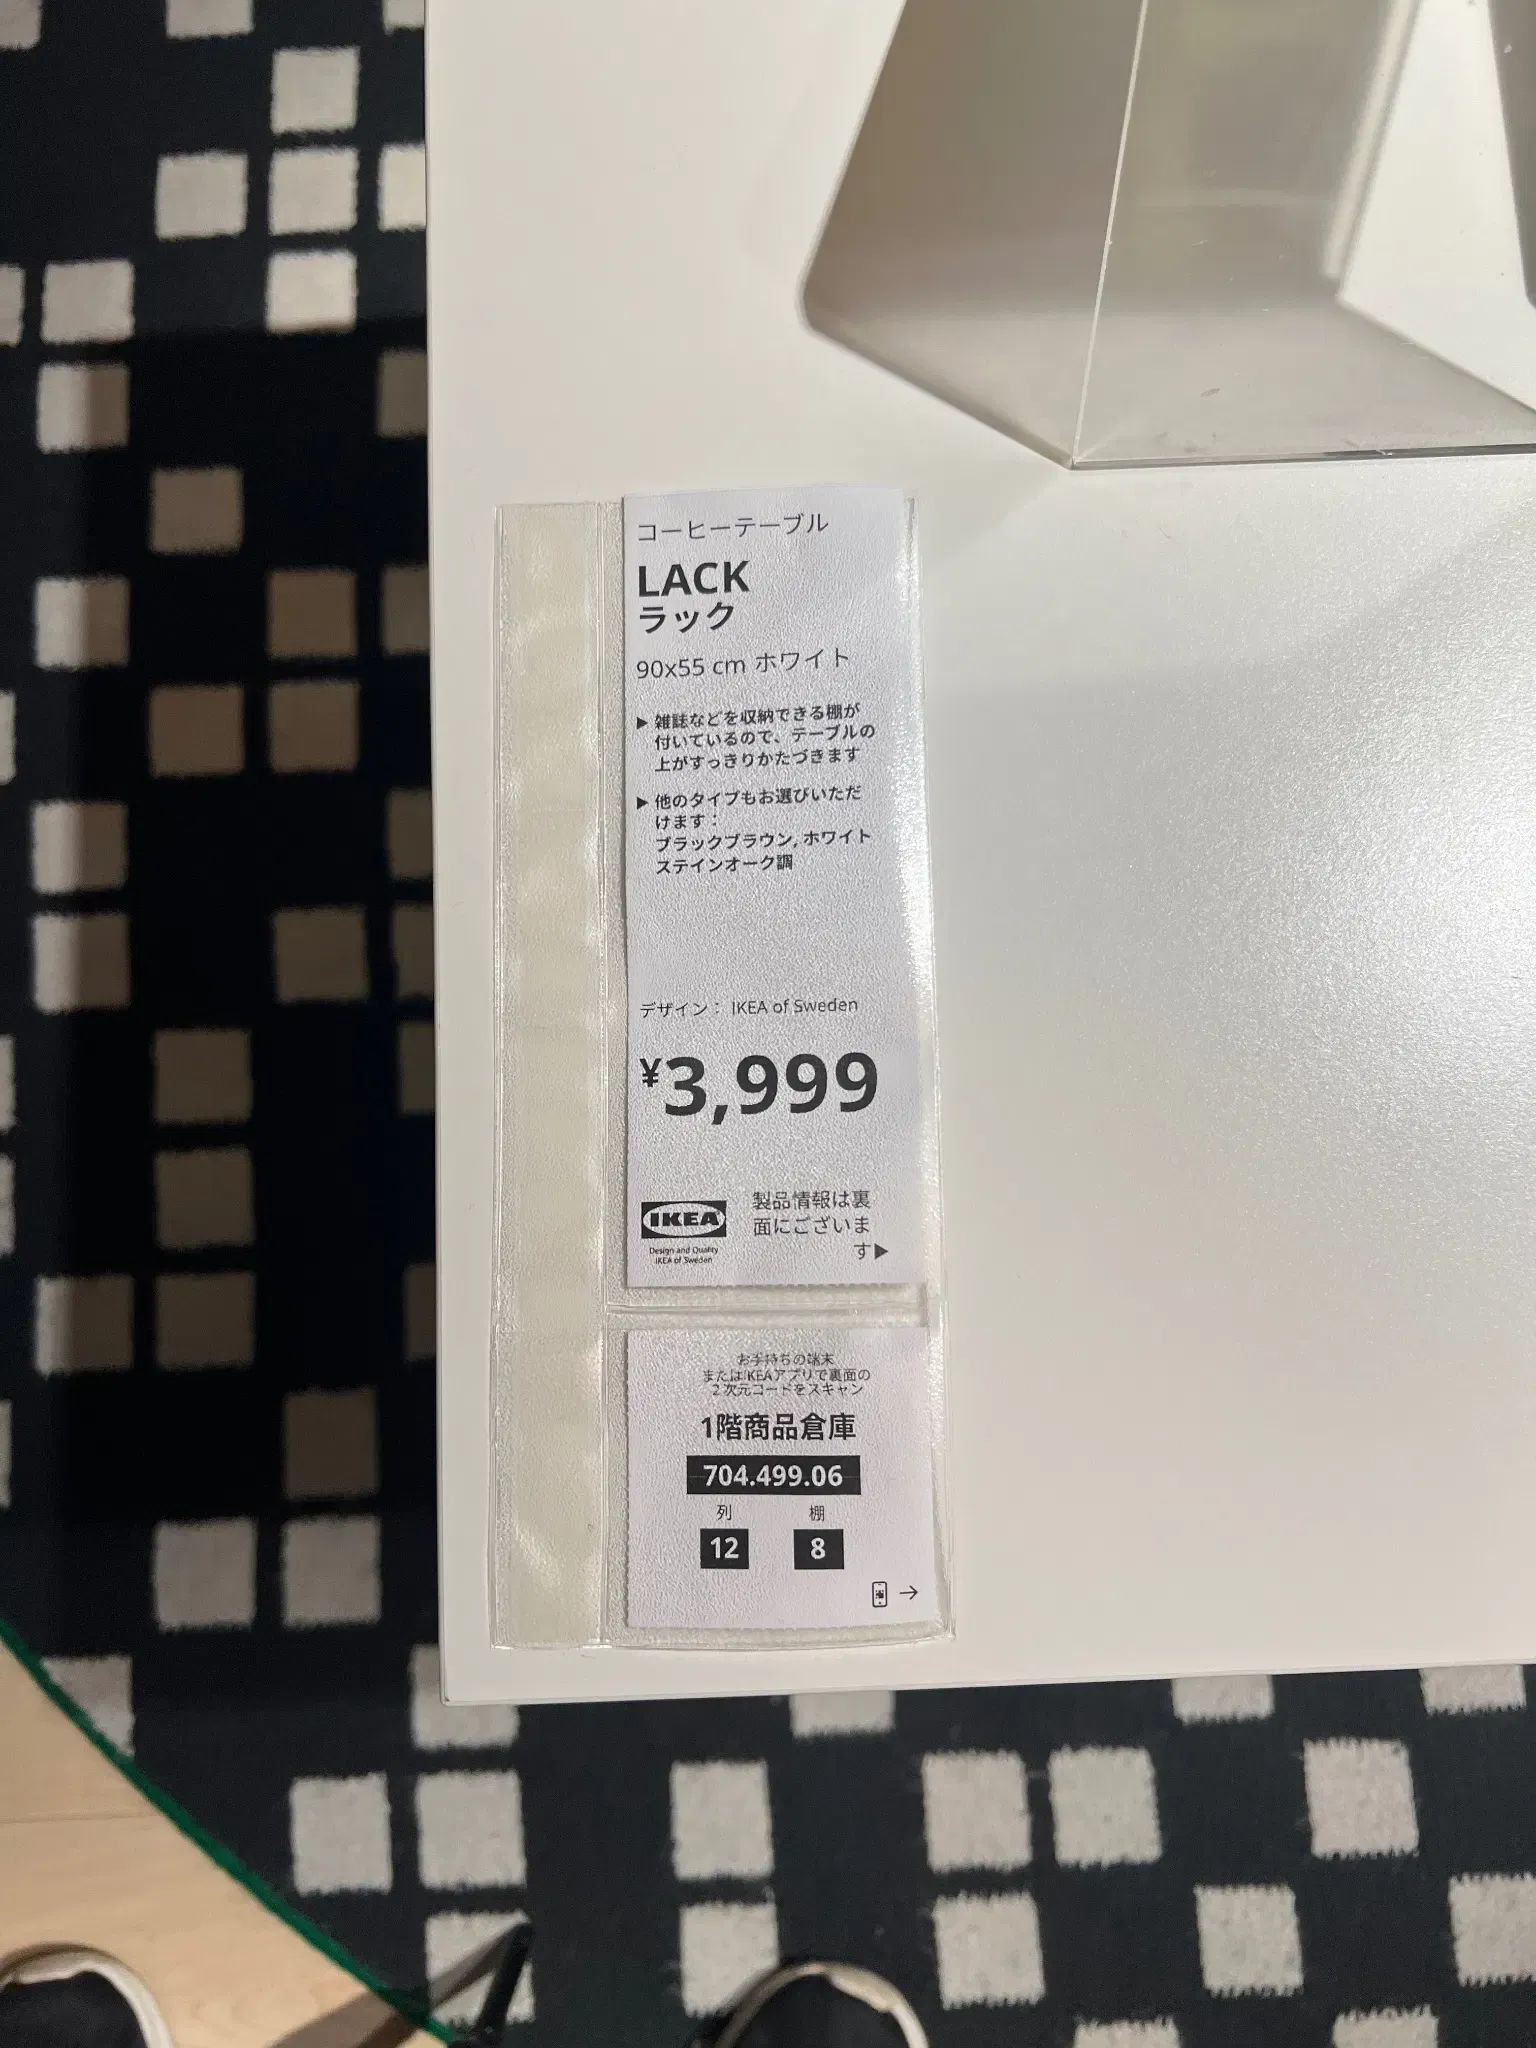 コーヒーテーブル
LACK
ラック
90x55 cm ホワイト
▶ 雑誌などを収納できる棚が
付いているので、テーブルの
上がすっきりかたづきます
▶ 他のタイプもお選びいただ
けます：
ブラックブラウン, ホワイト
ステインオーク調
デザイン： IKEA of Sweden
¥3,999
IKEA
Design and Quality
IKEA of Sweden
製品情報は裏
面にございま
す▶
お手持ちの端末
またはIKEAアプリで裏面の
2次元コードをスキャン
1階商品倉庫
704.499.06
列 棚
12 8
→